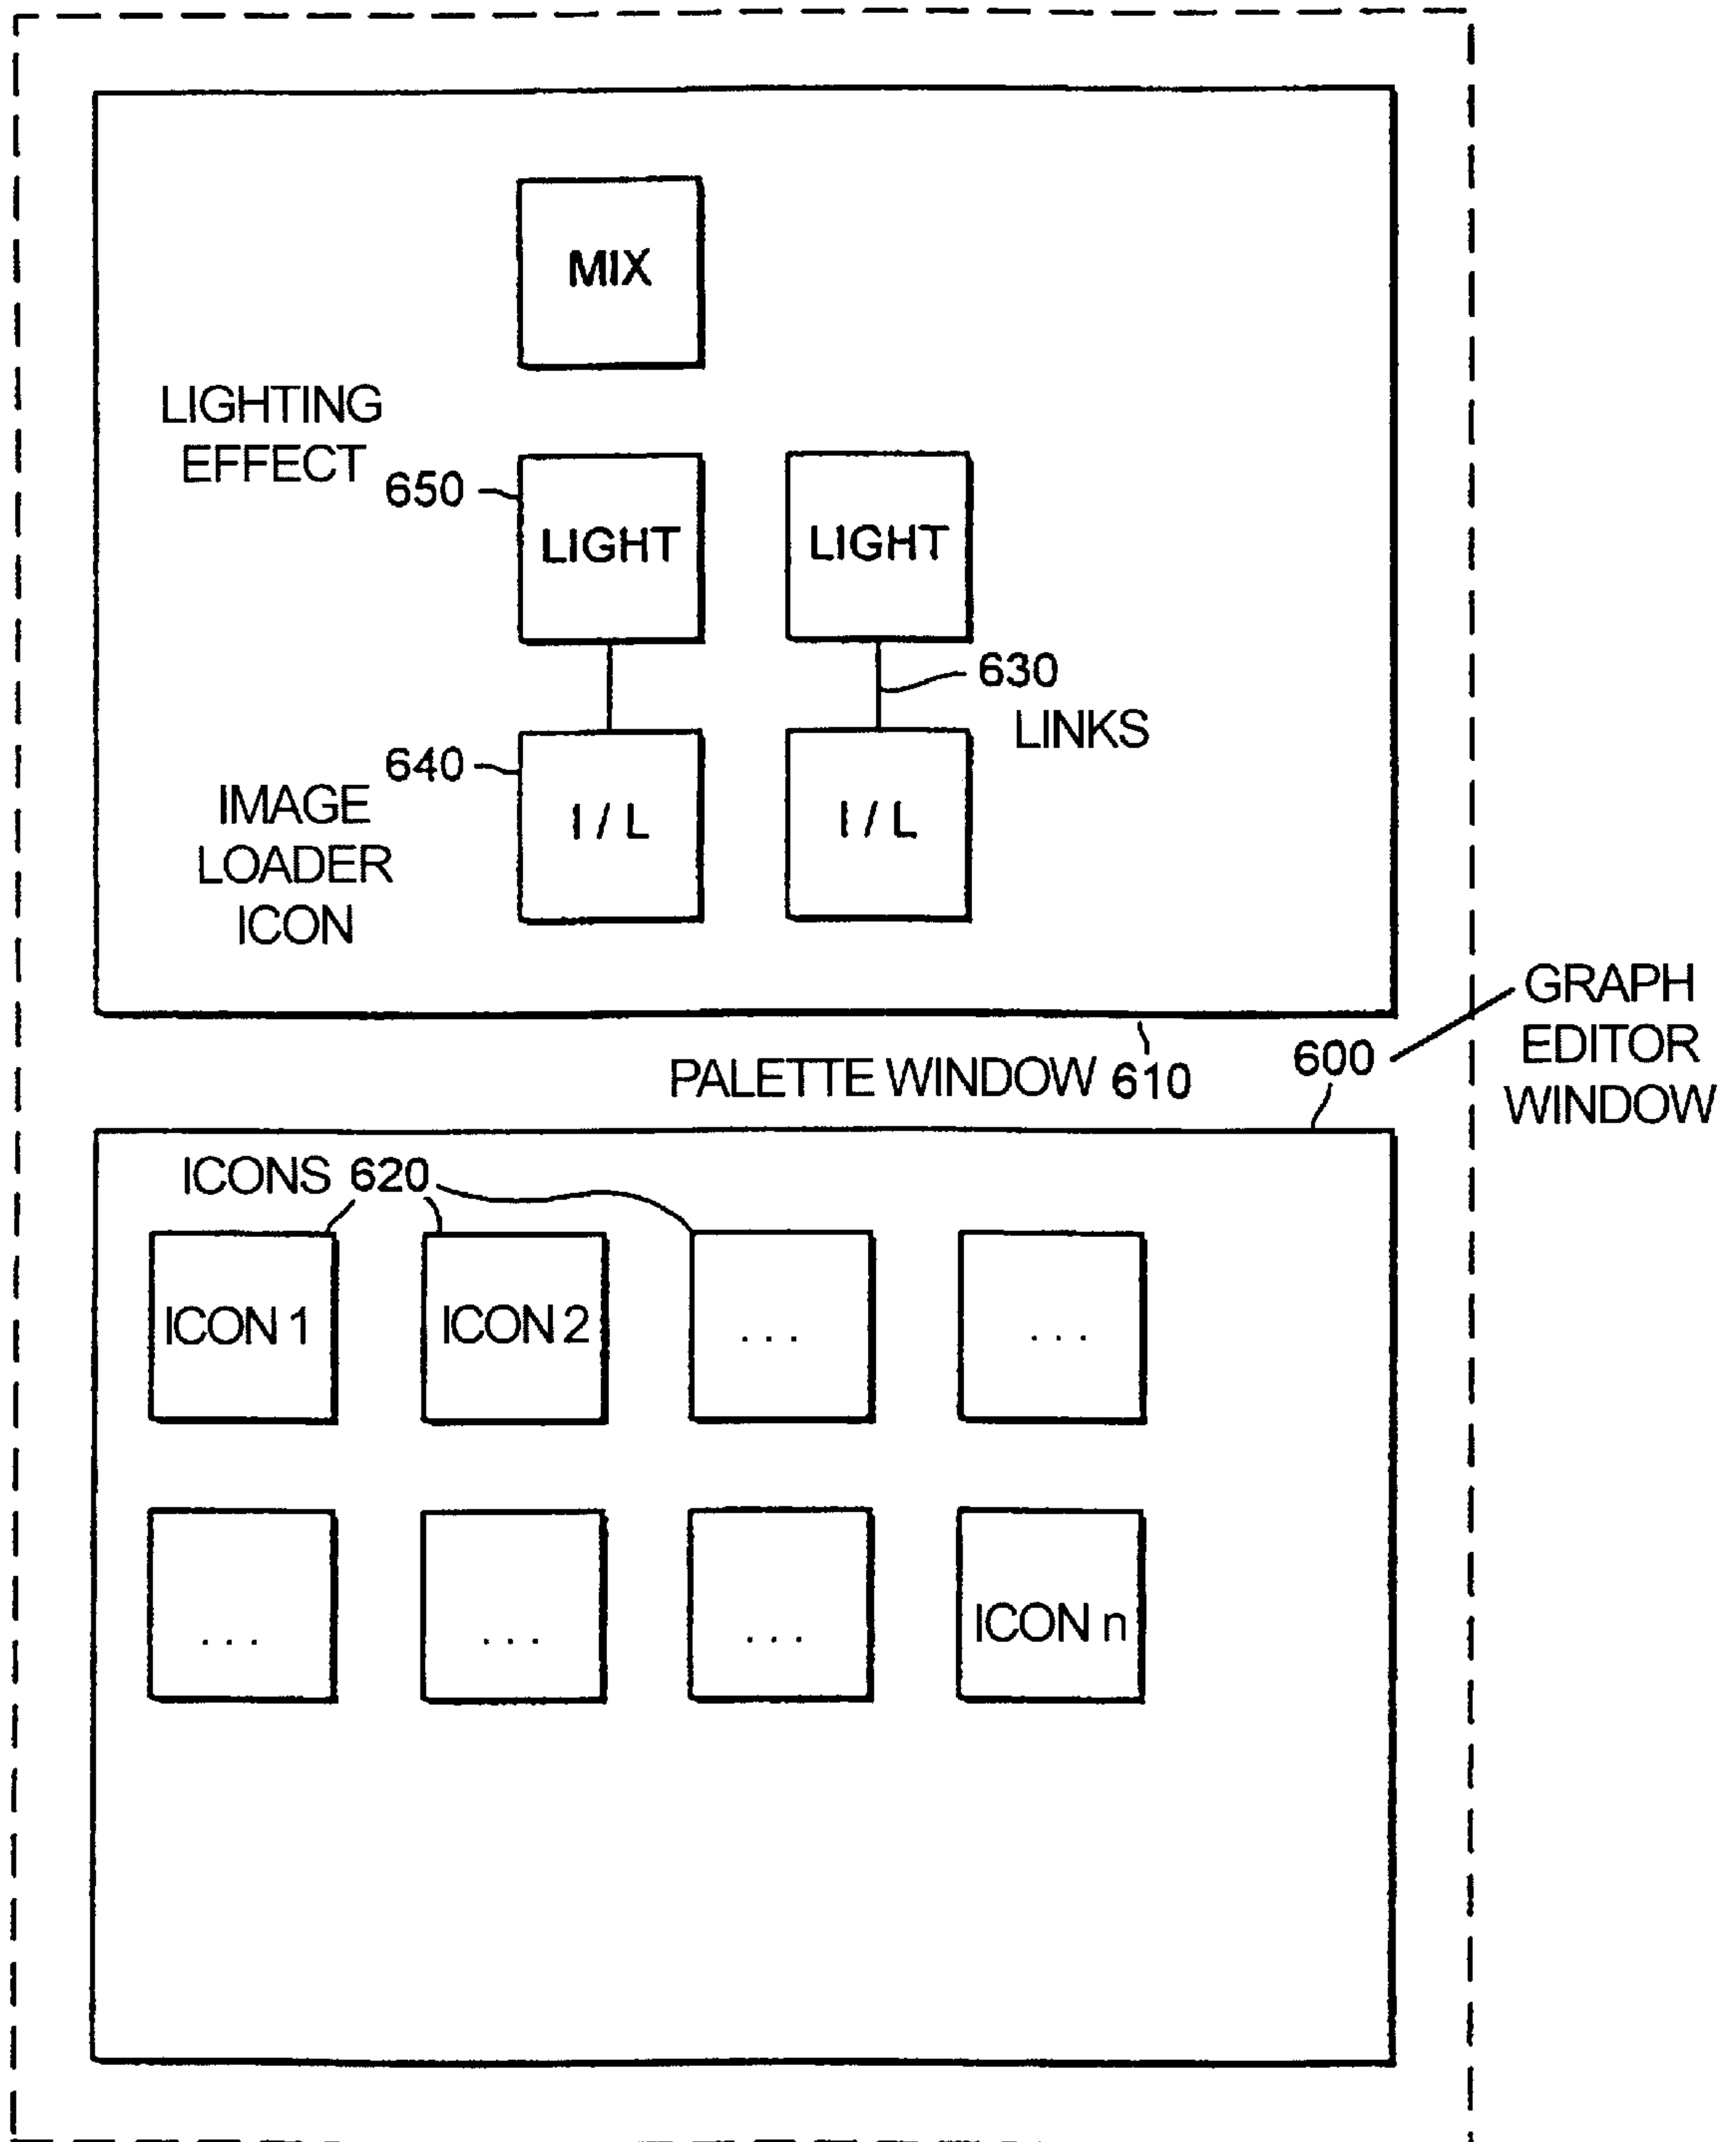 MIX
LIGHTING
EFFECT
650
LIGHT
LIGHT
630
LINKS
640
IMAGE
LOADER
ICON
I / L
I / L
GRAPH
EDITOR
WINDOW
600
PALETTE WINDOW 610
ICONS 620
ICON 1
ICON 2
...
...
...
...
...
ICON n